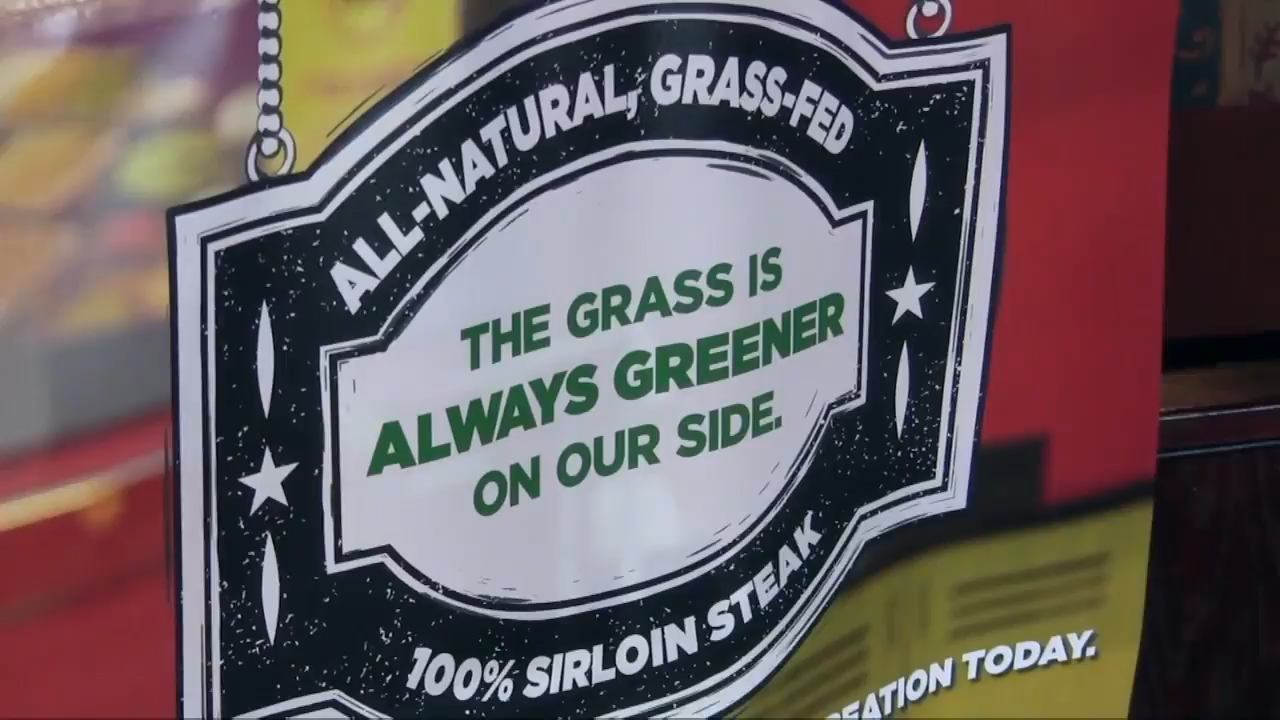 ALL-NATURAL, GRASS-FED
THE GRASS IS
ALWAYS GREENER
ON OUR SIDE.
100% SIRLOIN STEAK
TODAY.